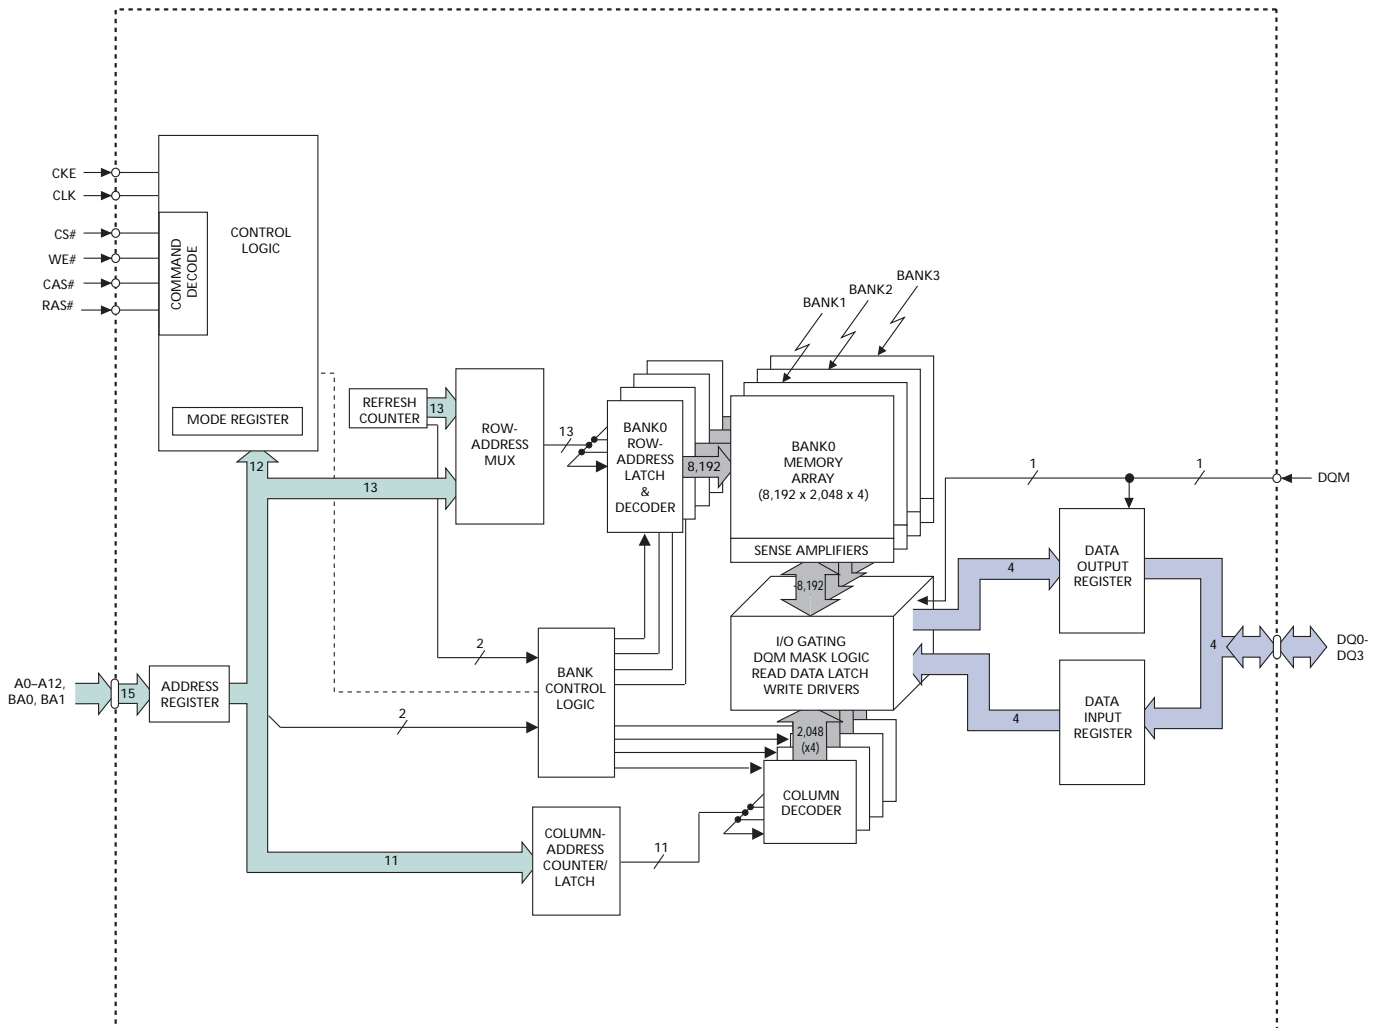 CKE
CLK
CS#
WE#
CAS#
RAS#
COMMAND
DECODE
CONTROL
LOGIC
MODE REGISTER
12
REFRESH
COUNTER
13
13
ROW-
ADDRESS
MUX
13
BANK0
ROW-
ADDRESS
LATCH
&
DECODER
8,192
BANK1
BANK2
BANK3
BANK0
MEMORY
ARRAY
(8,192 x 2,048 x 4)
SENSE AMPLIFIERS
8,192
I/O GATING
DQM MASK LOGIC
READ DATA LATCH
WRITE DRIVERS
2,048
(x4)
COLUMN
DECODER
1
1
DQM
4
DATA
OUTPUT
REGISTER
4
DQ0-
DQ3
4
DATA
INPUT
REGISTER
A0–A12,
BA0, BA1
15
ADDRESS
REGISTER
2
2
BANK
CONTROL
LOGIC
11
COLUMN-
ADDRESS
COUNTER/
LATCH
11